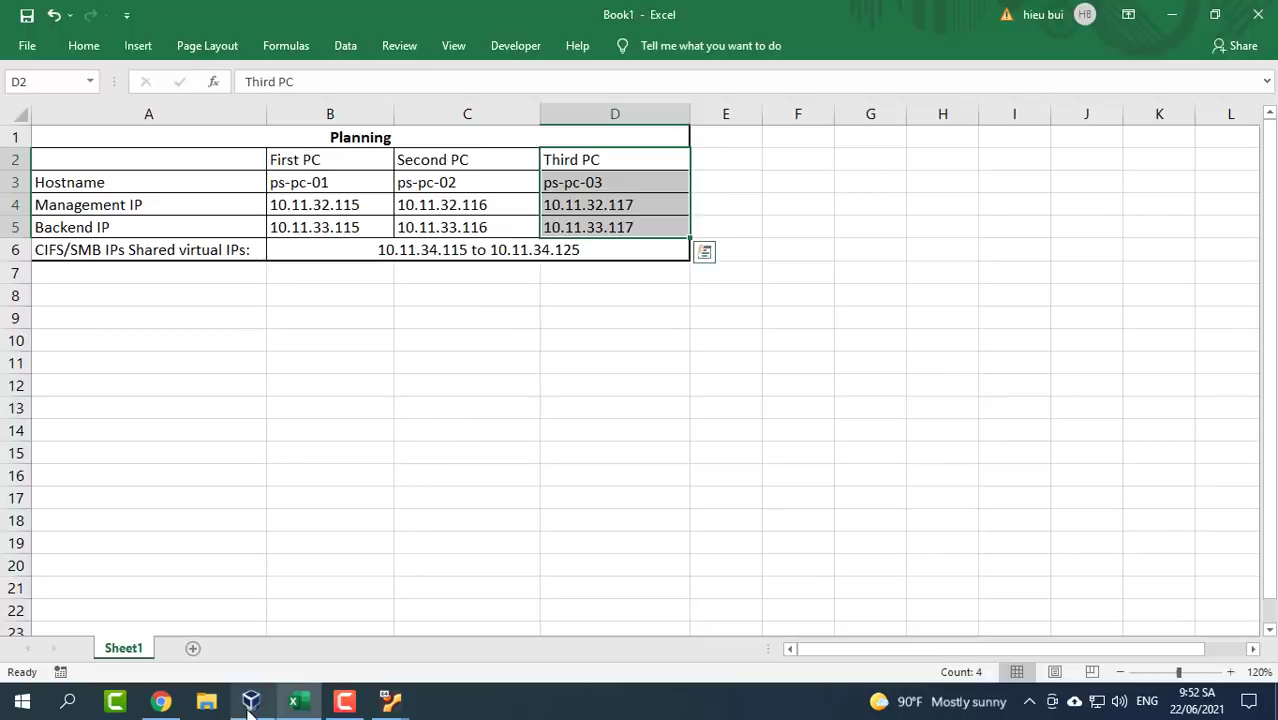 Book1 - Excel
hieu bui
HB
File Home Insert Page Layout Formulas Data Review View Developer Help Tell me what you want to do Share
D2 fx Third PC
A B C D E F G H I J K L
1 Planning
2 First PC Second PC Third PC
3 Hostname ps-pc-01 ps-pc-02 ps-pc-03
4 Management IP 10.11.32.115 10.11.32.116 10.11.32.117
5 Backend IP 10.11.33.115 10.11.33.116 10.11.33.117
6 CIFS/SMB IPs Shared virtual IPs: 10.11.34.115 to 10.11.34.125
7
8
9
10
11
12
13
14
15
16
17
18
19
20
21
22
23
Sheet1
Ready Count: 4 120%
90°F Mostly sunny ENG 9:52 SA
22/06/2021